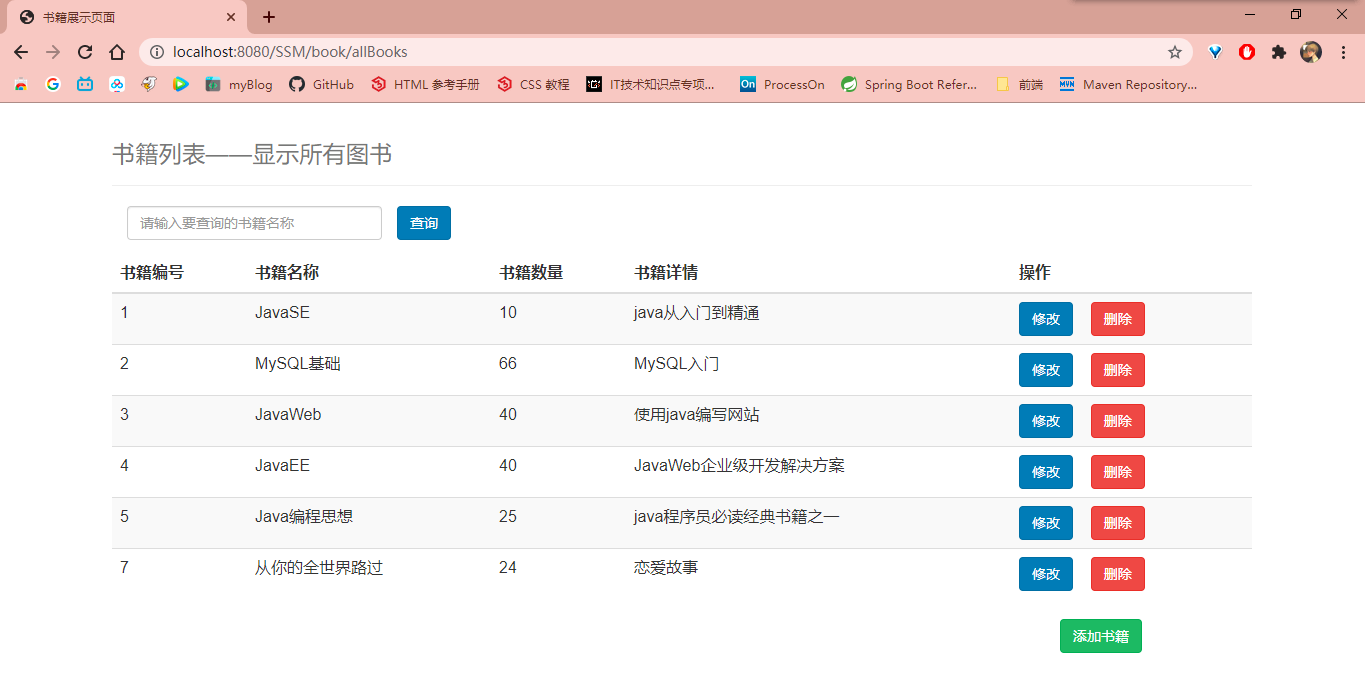 书籍展示页面
localhost:8080/SSM/book/allBooks
myBlog GitHub HTML 参考手册 CSS 教程 IT技术知识点专项... On ProcessOn Spring Boot Refer... 前端 MVN Maven Repository...
书籍列表——显示所有图书
请输入要查询的书籍名称 查询
书籍编号 书籍名称 书籍数量 书籍详情 操作
1 JavaSE 10 java从入门到精通 修改 删除
2 MySQL基础 66 MySQL入门 修改 删除
3 JavaWeb 40 使用java编写网站 修改 删除
4 JavaEE 40 JavaWeb企业级开发解决方案 修改 删除
5 Java编程思想 25 java程序员必读经典书籍之一 修改 删除
7 从你的全世界路过 24 恋爱故事 修改 删除
添加书籍